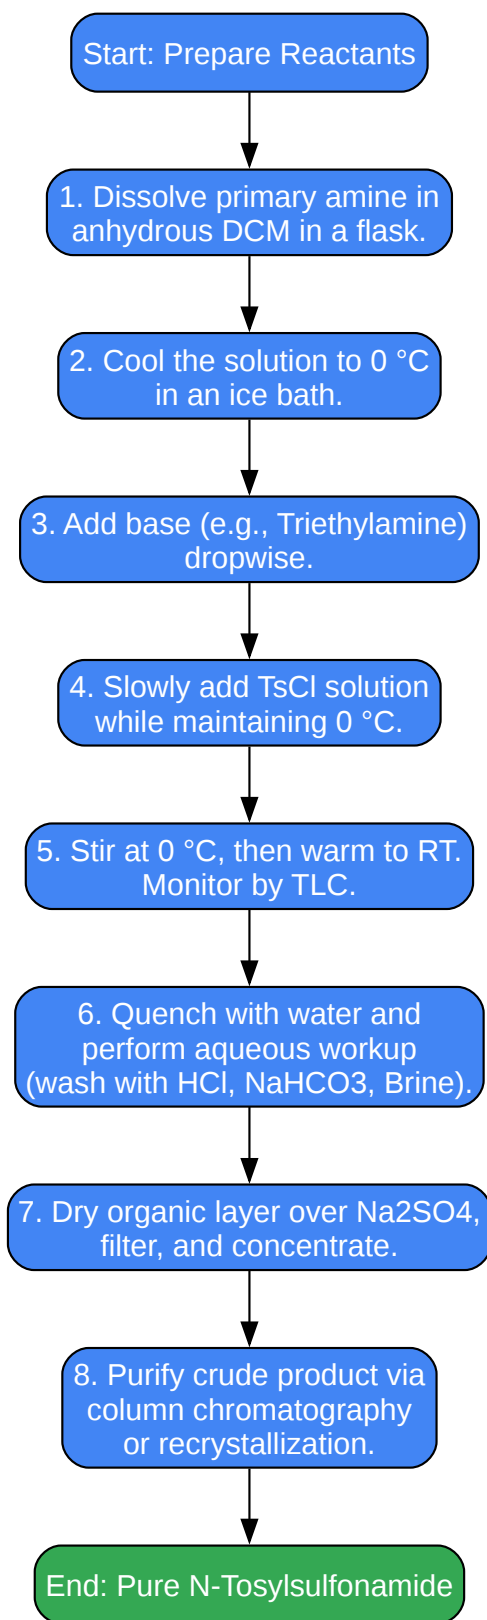 Start: Prepare Reactants
1. Dissolve primary amine in
anhydrous DCM in a flask.
2. Cool the solution to 0 °C
in an ice bath.
3. Add base (e.g., Triethylamine)
dropwise.
4. Slowly add TsCl solution
while maintaining 0 °C.
5. Stir at 0 °C, then warm to RT.
Monitor by TLC.
6. Quench with water and
perform aqueous workup
(wash with HCl, NaHCO3, Brine).
7. Dry organic layer over Na2SO4,
filter, and concentrate.
8. Purify crude product via
column chromatography
or recrystallization.
End: Pure N-Tosylsulfonamide